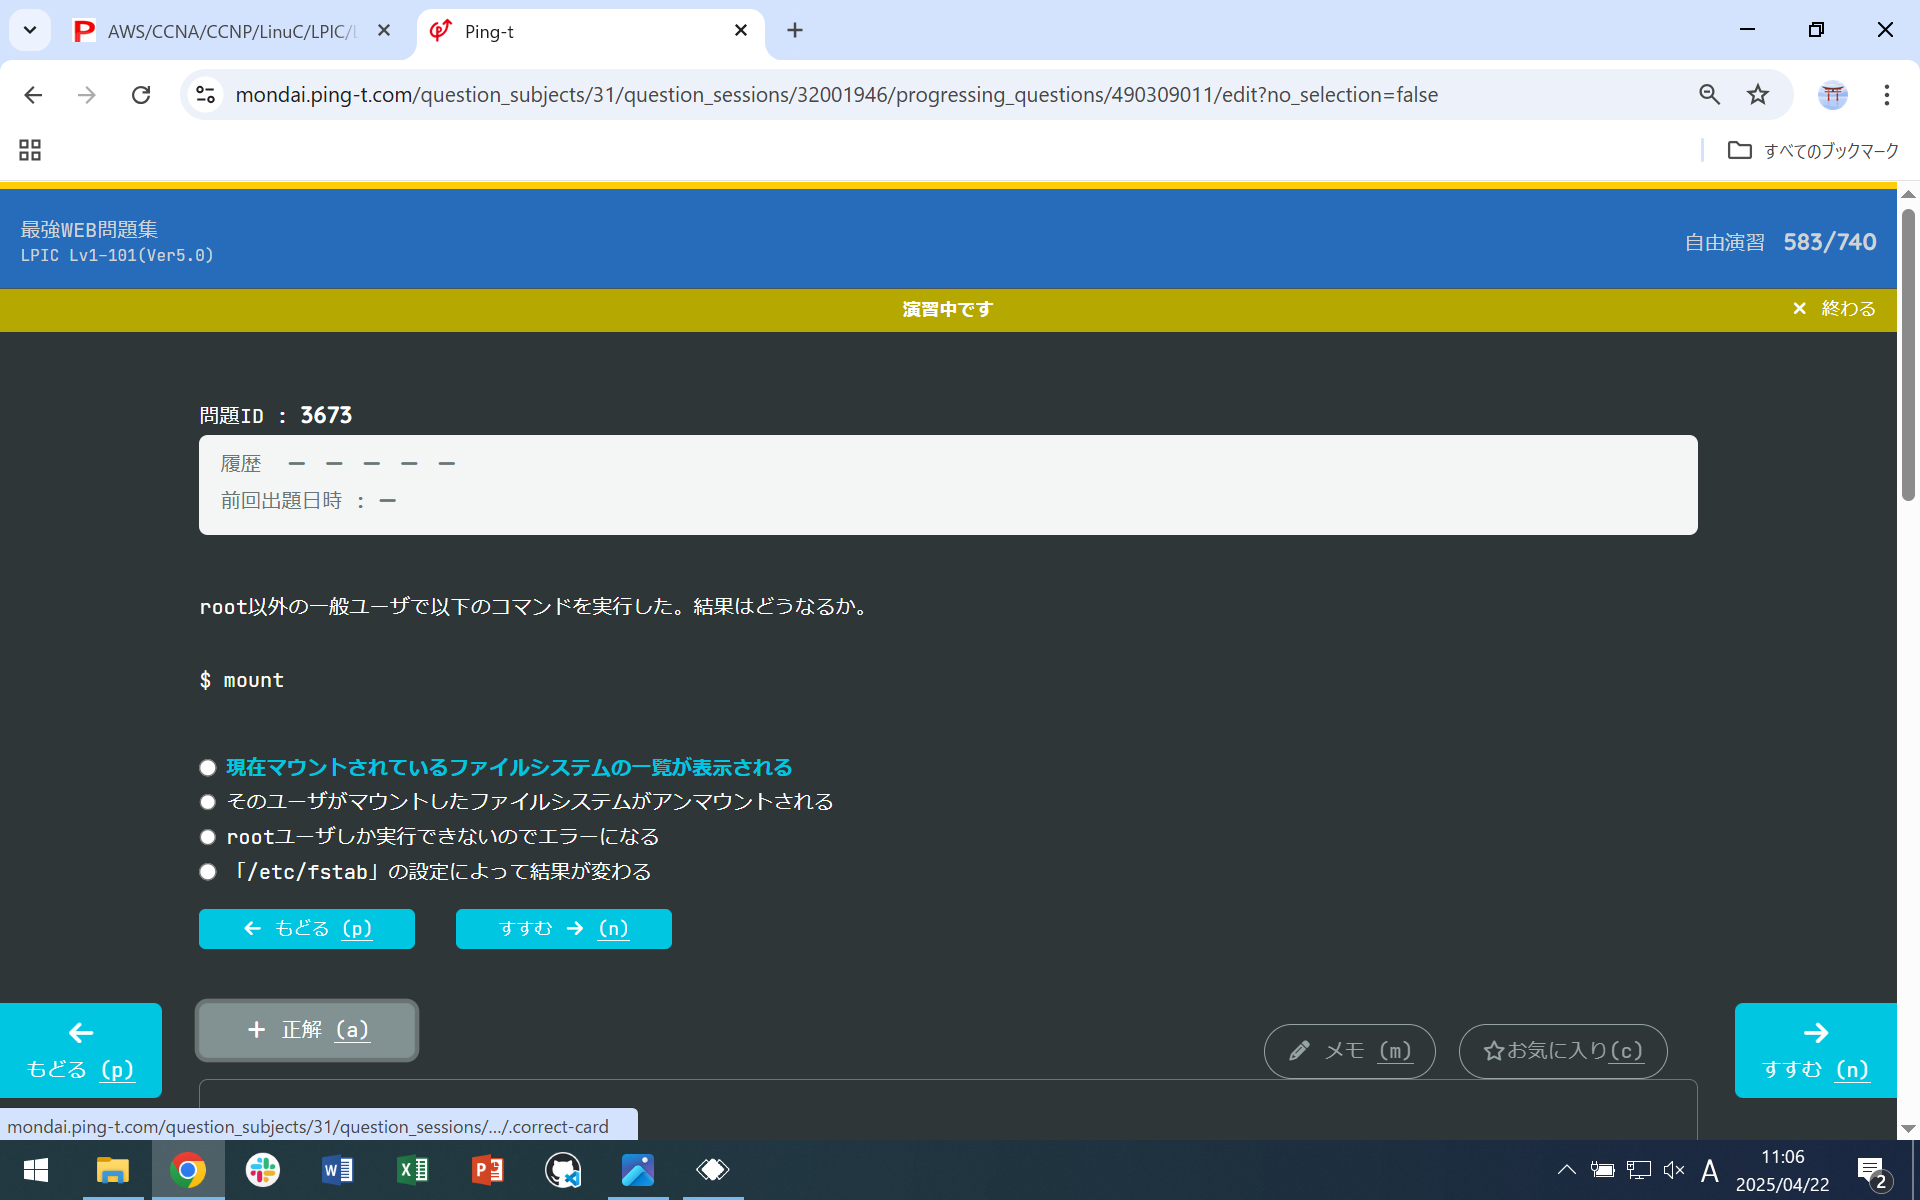 AWS/CCNA/CCNP/LinuC/LPIC/
Ping-t
mondai.ping-t.com/question_subjects/31/question_sessions/32001946/progressing_questions/490309011/edit?no_selection=false
すべてのブックマーク
最強WEB問題集
LPIC Lv1-101(Ver5.0)
自由演習 583/740
演習中です
× 終わる
問題ID : 3673
履歴 − − − − −
前回出題日時 : −
root以外の一般ユーザで以下のコマンドを実行した。結果はどうなるか。
$ mount
現在マウントされているファイルシステムの一覧が表示される
そのユーザがマウントしたファイルシステムがアンマウントされる
rootユーザしか実行できないのでエラーになる
「/etc/fstab」の設定によって結果が変わる
← もどる (p)
すすむ → (n)
+ 正解 (a)
メモ (m)
お気に入り(c)
← もどる (p)
→ すすむ (n)
mondai.ping-t.com/question_subjects/31/question_sessions/.../.correct-card
A
11:06
2025/04/22
2